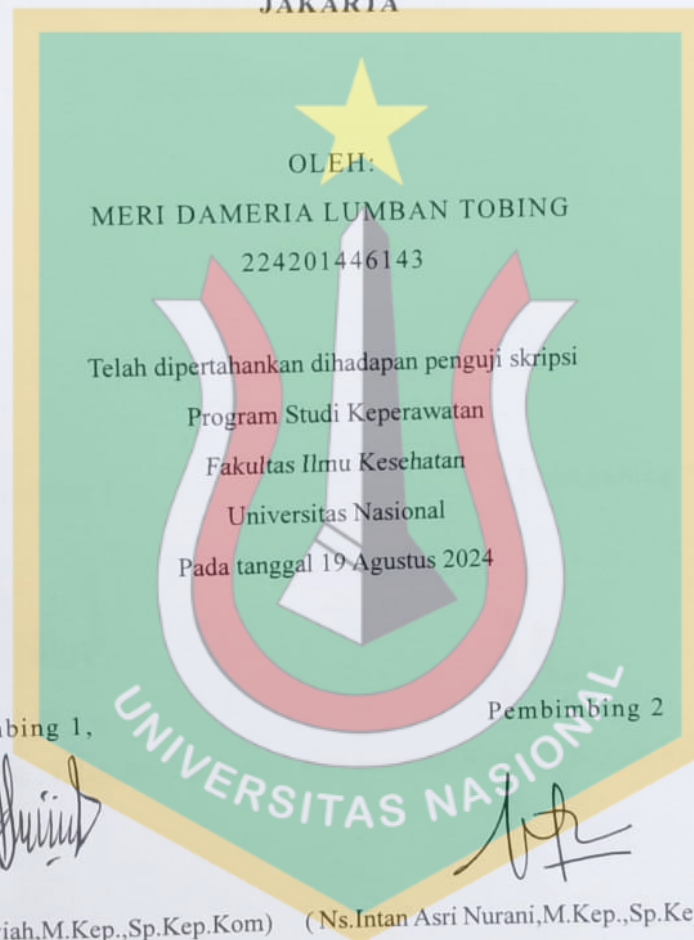 JAKARTA
OLEH:
MERI DAMERIA LUMBAN TOBING
224201446143
Telah dipertahankan dihadapan penguji skripsi
Program Studi Keperawatan
Fakultas Ilmu Kesehatan
Universitas Nasional
Pada tanggal 19 Agustus 2024
bing 1,
Pembimbing 2
UNIVERSITAS NASIONAL
iah,M.Kep.,Sp.Kep.Kom) ( Ns.Intan Asri Nurani,M.Kep.,Sp.Ke